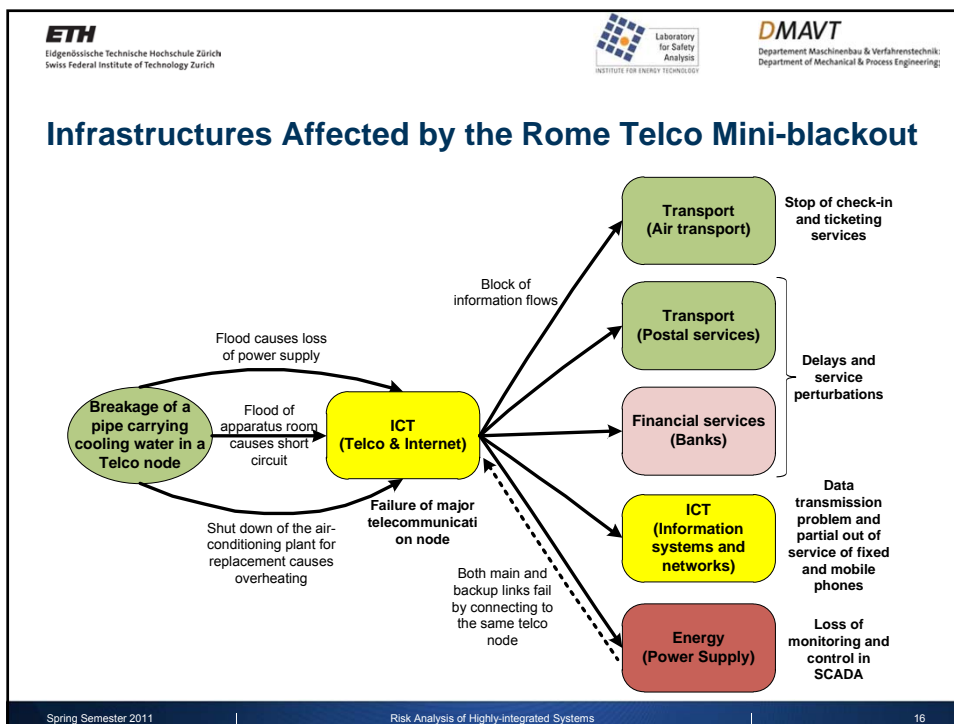 ETH
Eidgenössische Technische Hochschule Zürich
Swiss Federal Institute of Technology Zurich
Laboratory
for Safety
Analysis
INSTITUTE FOR ENERGY TECHNOLOGY
DMAVT
Departement Maschinenbau & Verfahrenstechnik
Department of Mechanical & Process Engineering
Infrastructures Affected by the Rome Telco Mini-blackout
Breakage of a
pipe carrying
cooling water in a
Telco node
Flood causes loss
of power supply
Flood of
apparatus room
causes short
circuit
Shut down of the air-
conditioning plant for
replacement causes
overheating
ICT
(Telco & Internet)
Failure of major
telecommunicati
on node
Block of
information flows
Both main and
backup links fail
by connecting to
the same telco
node
Transport
(Air transport)
Stop of check-in
and ticketing
services
Transport
(Postal services)
Financial services
(Banks)
Delays and
service
perturbations
ICT
(Information
systems and
networks)
Data
transmission
problem and
partial out of
service of fixed
and mobile
phones
Energy
(Power Supply)
Loss of
monitoring and
control in
SCADA
Spring Semester 2011
Risk Analysis of Highly-integrated Systems
16